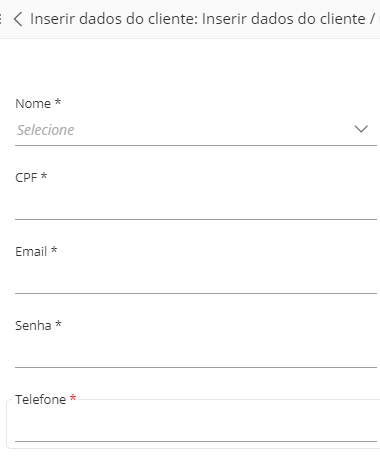 Inserir dados do cliente: Inserir dados do cliente /
Nome *
Selecione
CPF *
Email *
Senha *
Telefone *